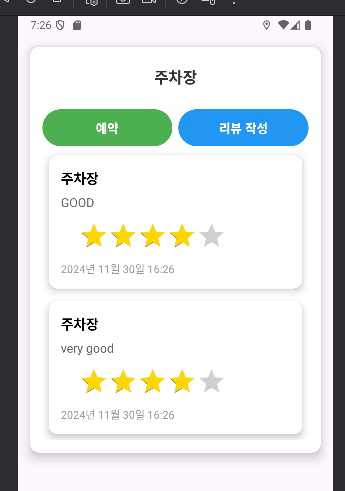 7:26
주차장
예약
리뷰 작성
주차장
GOOD
2024년 11월 30일 16:26
주차장
very good
2024년 11월 30일 16:26